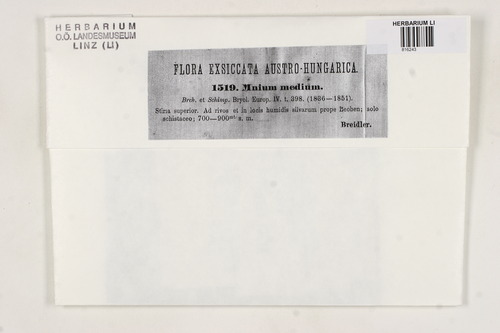 HERBARIUM
O.Ö. LANDESMUSEUM
LINZ (LI)
HERBARIUM LI
FLORA EXSICCATA AUSTRO-HUNGARICA.
1519. Mnium medium.
Brch. et Schimp. Bryol. Europ. IV. t. 398. (1836—1851).
Stiria superior. Ad rivos et in locis humidis silvarum prope Leoben; solo
schistaceo; 700—900 s. m.
Breidler.